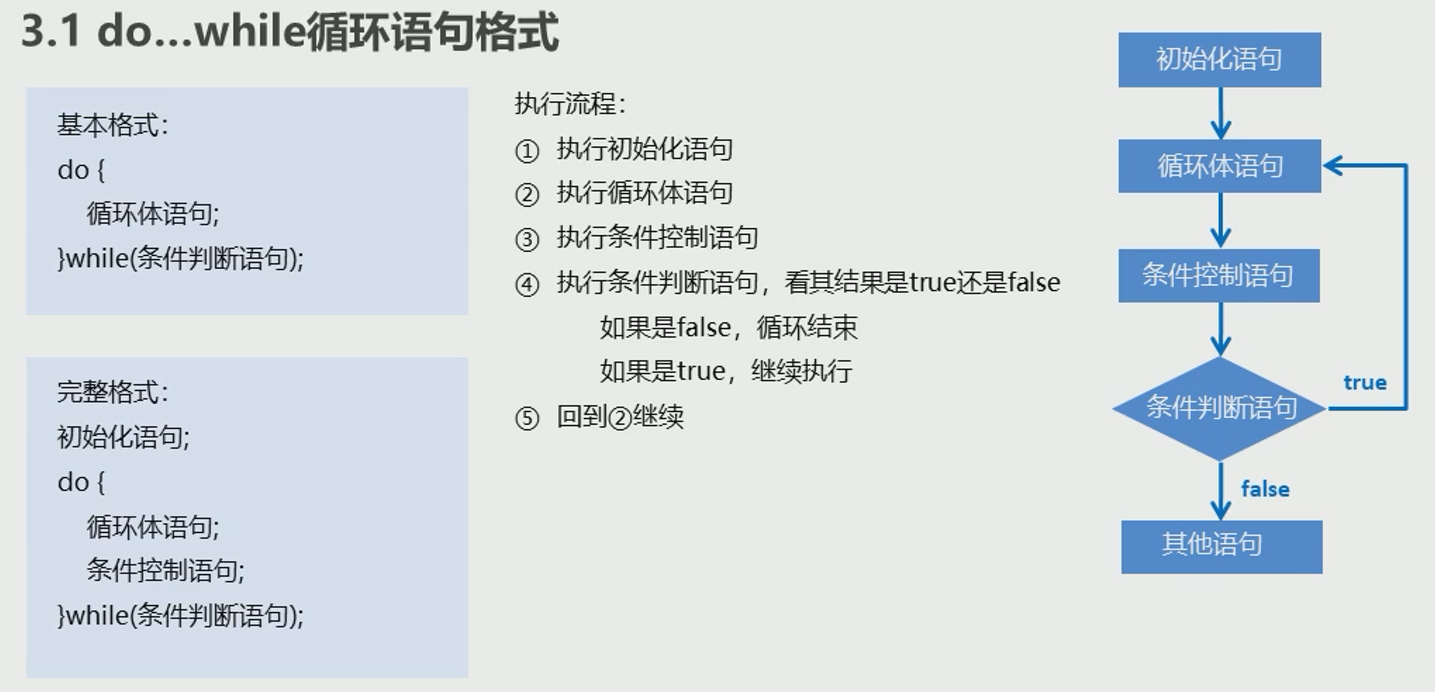 3.1 do...while循环语句格式
基本格式：
do {
循环体语句;
}while(条件判断语句);
完整格式：
初始化语句;
do {
循环体语句;
条件控制语句;
}while(条件判断语句);
执行流程：
① 执行初始化语句
② 执行循环体语句
③ 执行条件控制语句
④ 执行条件判断语句，看其结果是true还是false
如果是false，循环结束
如果是true，继续执行
⑤ 回到②继续
初始化语句
循环体语句
条件控制语句
条件判断语句
true
false
其他语句